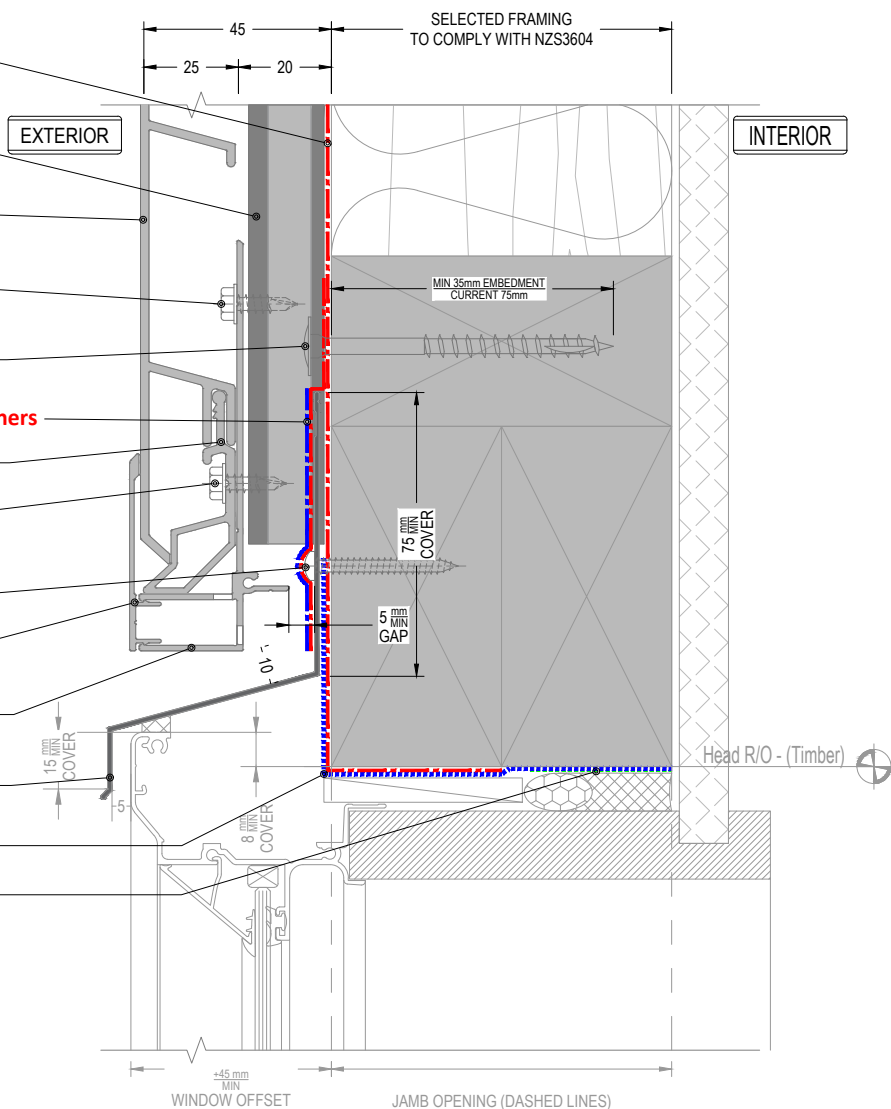 SELECTED FRAMING
TO COMPLY WITH NZS3604
45
25
20
EXTERIOR
INTERIOR
MIN 35mm EMBEDMENT
CURRENT 75mm
ners
75 mm MIN
COVER
5 mm MIN
GAP
10
15 mm MIN
COVER
5
8 mm MIN
COVER
Head R/O - (Timber)
+45 mm
MIN
WINDOW OFFSET
JAMB OPENING (DASHED LINES)